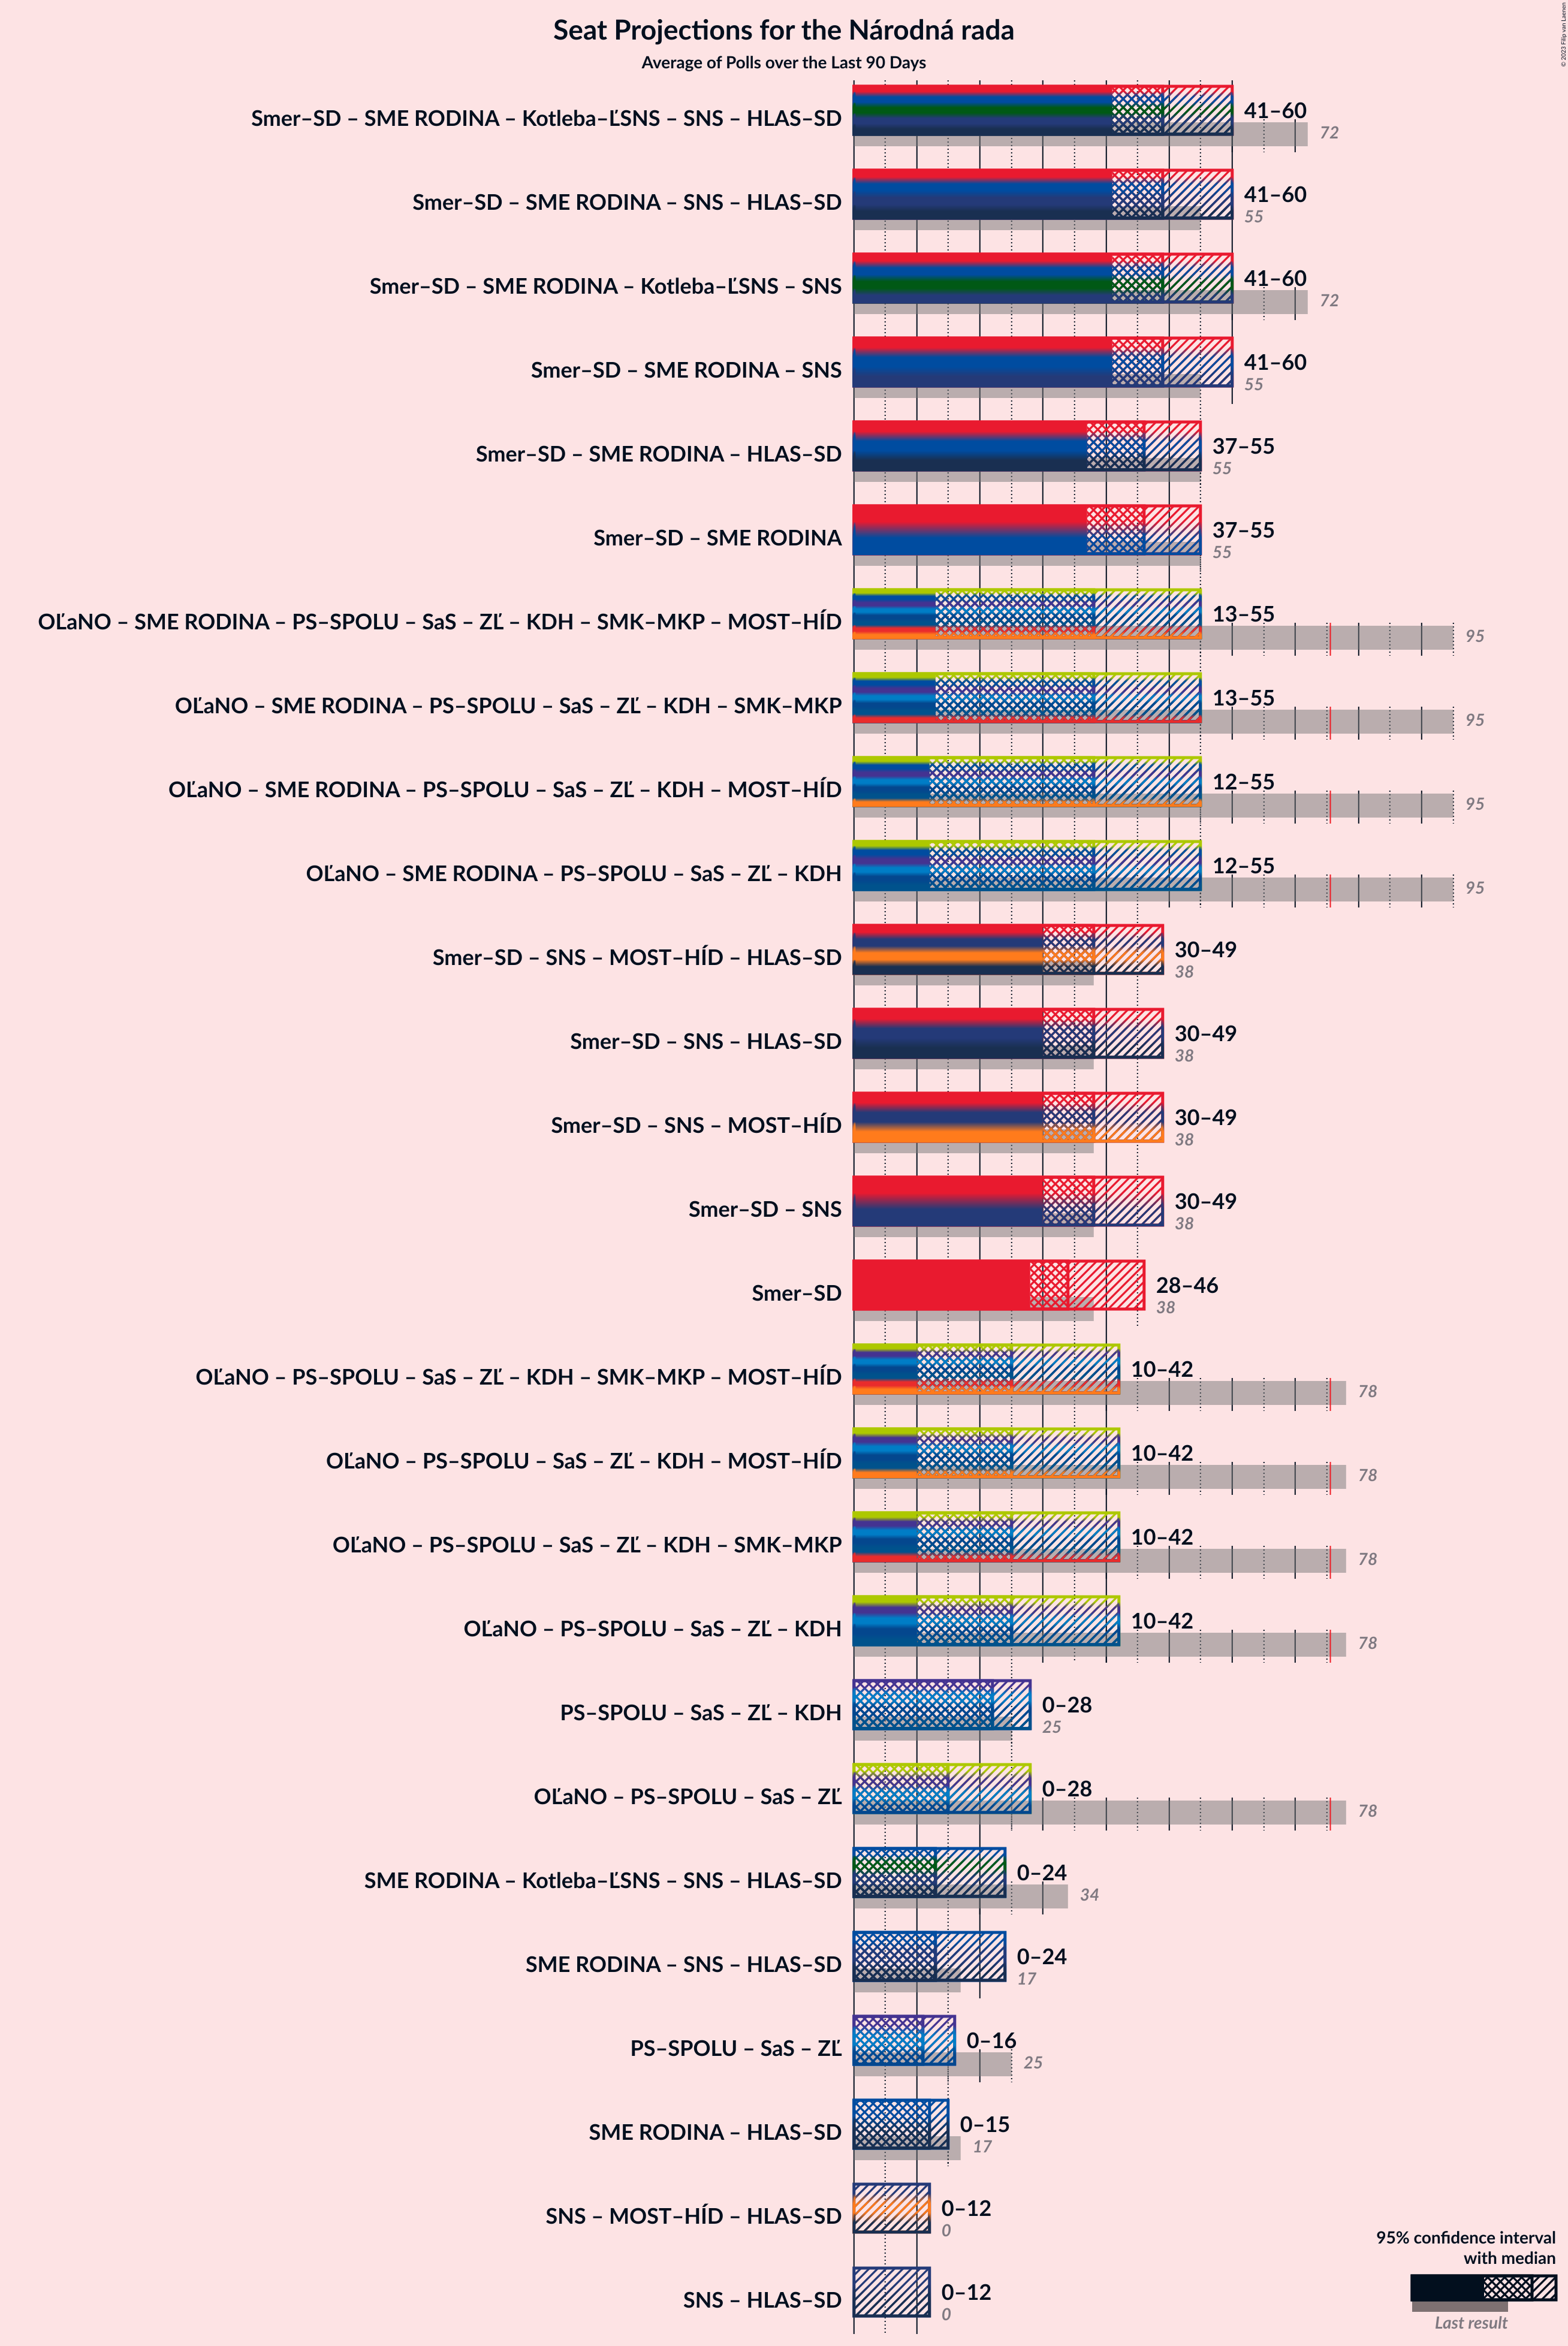 © 2023 Filip van Laenen
Seat Projections for the Národná rada
Average of Polls over the Last 90 Days
Smer–SD – SME RODINA – Kotleba–ĽSNS – SNS – HLAS–SD
41–60
72
Smer–SD – SME RODINA – SNS – HLAS–SD
41–60
55
Smer–SD – SME RODINA – Kotleba–ĽSNS – SNS
41–60
72
Smer–SD – SME RODINA – SNS
41–60
55
Smer–SD – SME RODINA – HLAS–SD
37–55
55
Smer–SD – SME RODINA
37–55
55
OĽaNO – SME RODINA – PS–SPOLU – SaS – ZĽ – KDH – SMK–MKP – MOST–HÍD
13–55
95
OĽaNO – SME RODINA – PS–SPOLU – SaS – ZĽ – KDH – SMK–MKP
13–55
95
OĽaNO – SME RODINA – PS–SPOLU – SaS – ZĽ – KDH – MOST–HÍD
12–55
95
OĽaNO – SME RODINA – PS–SPOLU – SaS – ZĽ – KDH
12–55
95
Smer–SD – SNS – MOST–HÍD – HLAS–SD
30–49
38
Smer–SD – SNS – HLAS–SD
30–49
38
Smer–SD – SNS – MOST–HÍD
30–49
38
Smer–SD – SNS
30–49
38
Smer–SD
28–46
38
OĽaNO – PS–SPOLU – SaS – ZĽ – KDH – SMK–MKP – MOST–HÍD
10–42
78
OĽaNO – PS–SPOLU – SaS – ZĽ – KDH – MOST–HÍD
10–42
78
OĽaNO – PS–SPOLU – SaS – ZĽ – KDH – SMK–MKP
10–42
78
OĽaNO – PS–SPOLU – SaS – ZĽ – KDH
10–42
78
PS–SPOLU – SaS – ZĽ – KDH
0–28
25
OĽaNO – PS–SPOLU – SaS – ZĽ
0–28
78
SME RODINA – Kotleba–ĽSNS – SNS – HLAS–SD
0–24
34
SME RODINA – SNS – HLAS–SD
0–24
17
PS–SPOLU – SaS – ZĽ
0–16
25
SME RODINA – HLAS–SD
0–15
17
SNS – MOST–HÍD – HLAS–SD
0–12
0
SNS – HLAS–SD
0–12
0
95% confidence interval
with median
Last result